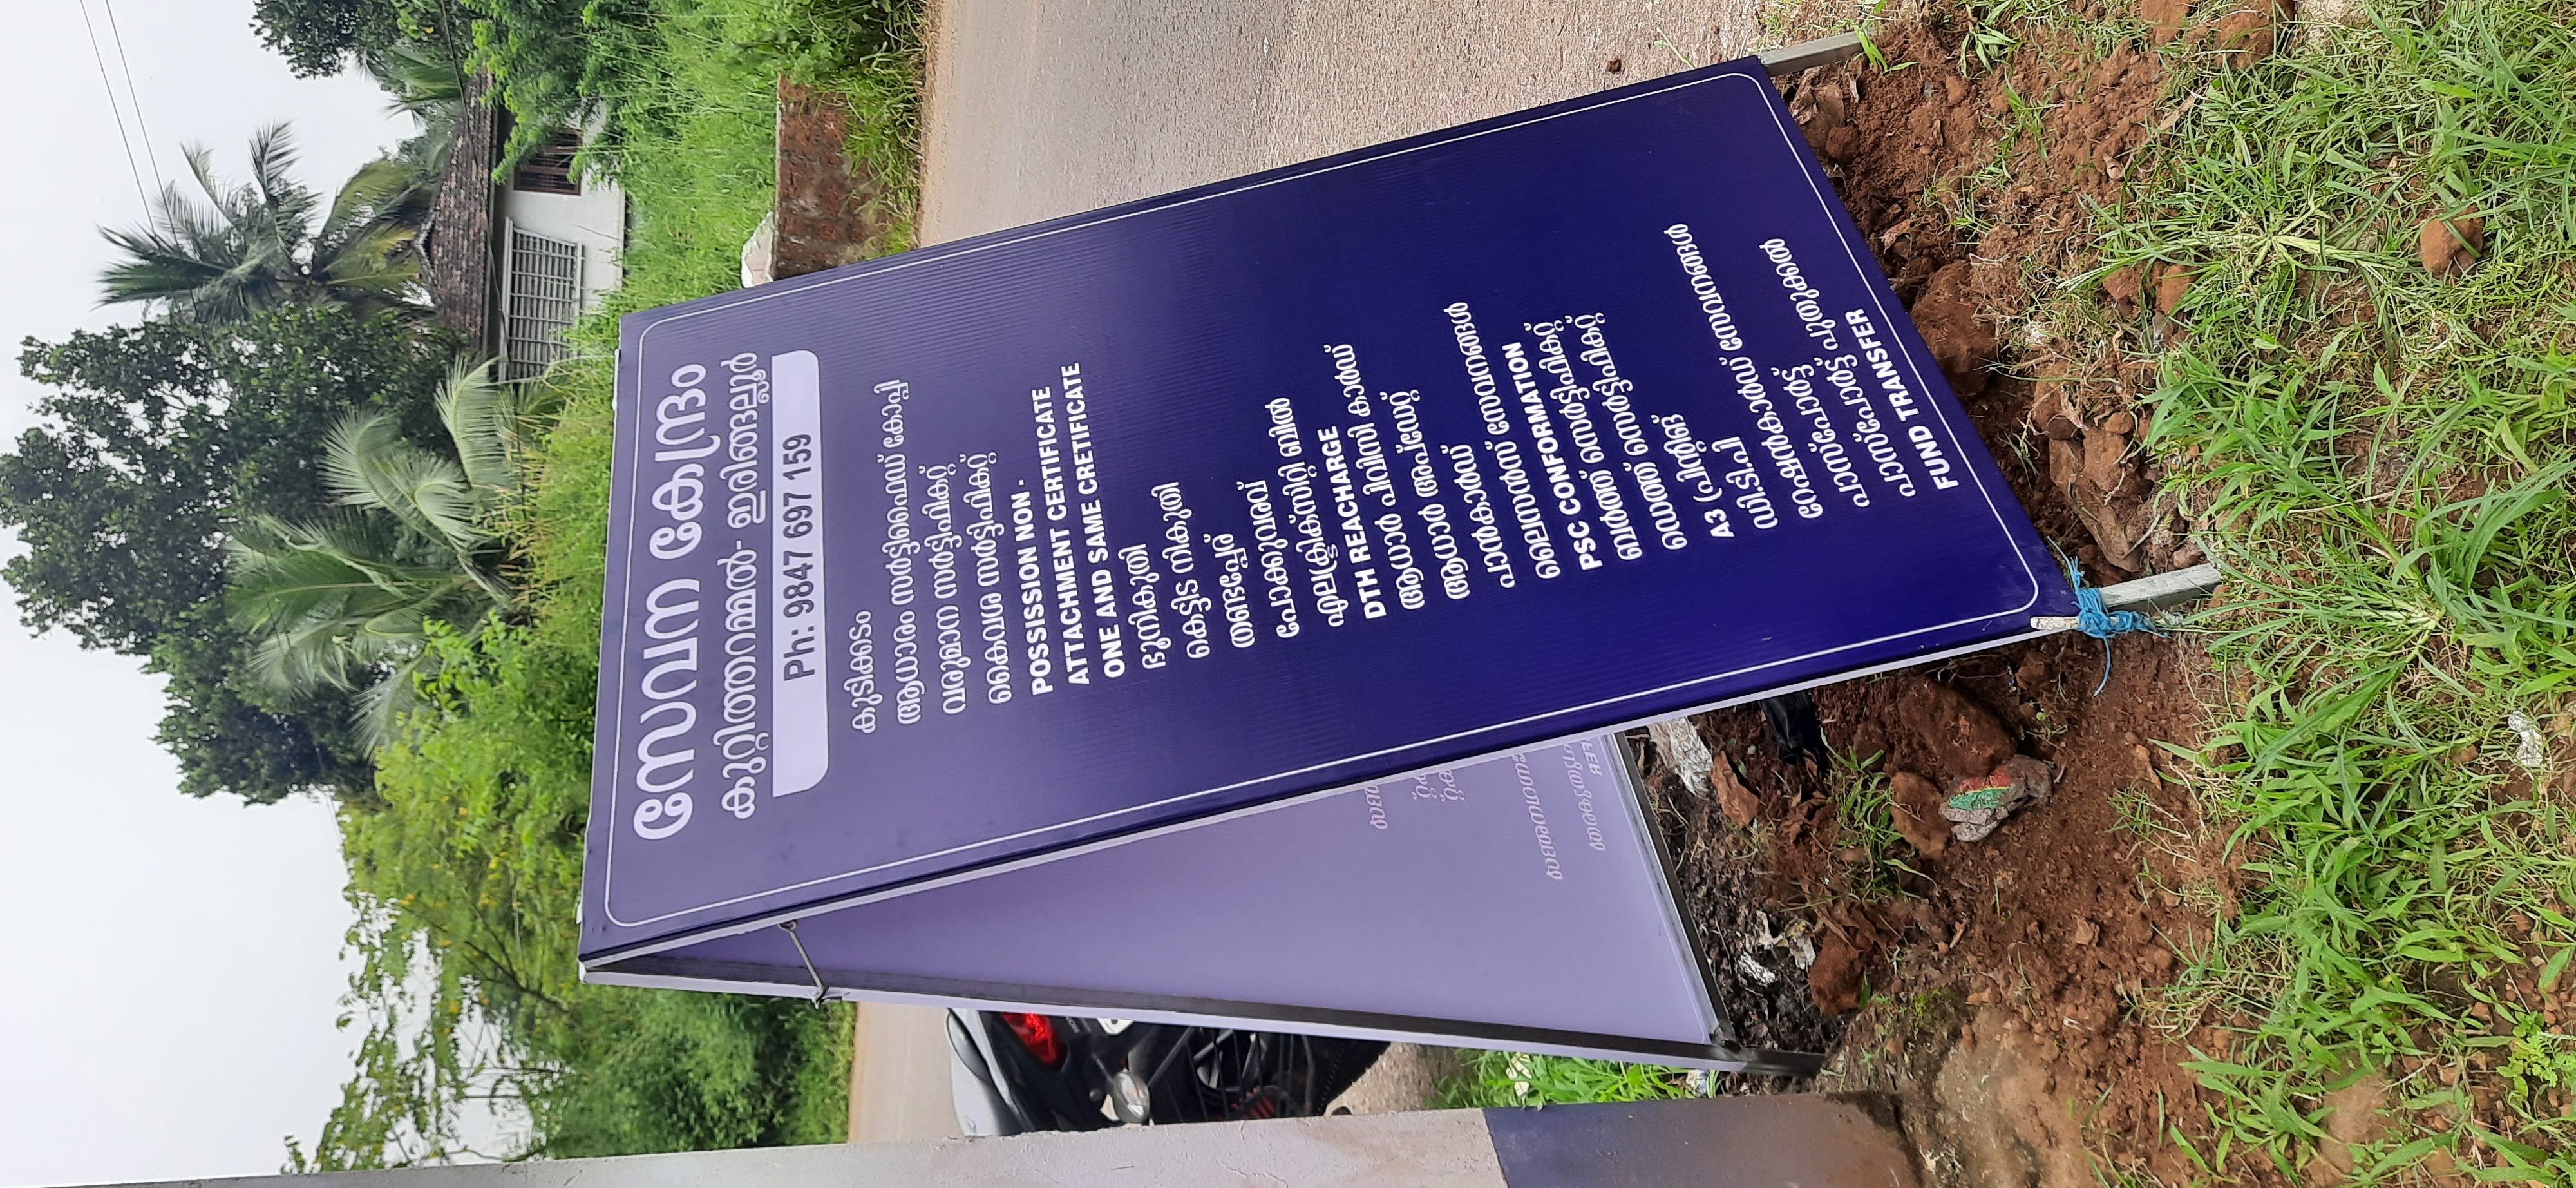 സേവന കേന്ദ്രം
കുറ്റിത്തറമ്മൽ- ഇരിങ്ങല്ലൂർ
Ph: 9847 697 159
കുടിക്കടം
ആധാരം സർട്ടിഫൈഡ് കോപ്പി
വരുമാന സർട്ടിഫികറ്റ്
കൈവശ സർട്ടിഫികറ്റ്
POSSISSION NON -
ATTACHMENT CERTIFICATE
ONE AND SAME CRETIFICATE
ഭൂനികുതി
കെട്ടിട നികുതി
തണ്ടപ്പേര്
പോക്കുവരവ്
എലക്ട്രിക്സിറ്റി ബിൽ
DTH REACHARGE
ആധാർ പിവിസി കാർഡ്
ആധാർ അപ്ഡേറ്റ്
പാൻകാർഡ്
ലൈസൻസ് സേവനങ്ങൾ
PSC CONFORMATION
ബർത്ത് സെർട്ടിഫികറ്റ്
ഡെത്ത് സെർട്ടിഫികറ്റ്
A3 പ്രിന്റിങ്
ഡി.ടി.പി
റേഷൻകാർഡ് സേവനങ്ങൾ
പാസ്പോർട്ട്
പാസ്പോർട്ട് പുതുക്കൽ
FUND TRANSFER